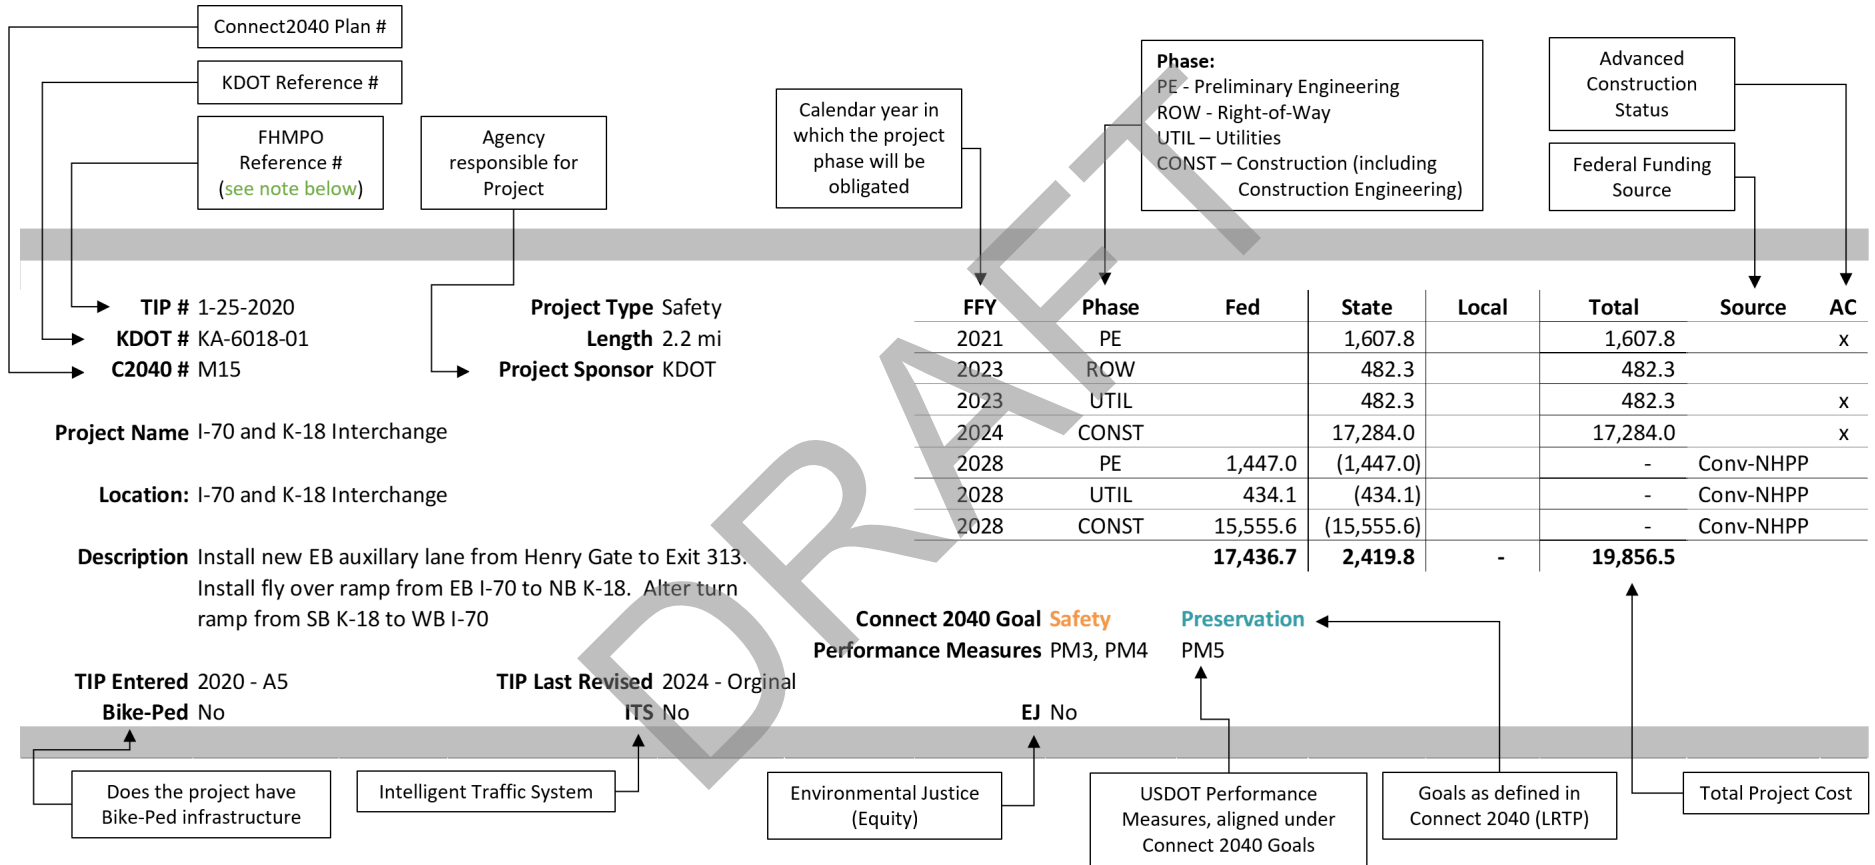 Connect2040 Plan #
KDOT Reference #
FHMPO
Reference #
(see note below)
Agency
responsible for
Project
Calendar year in
which the project
phase will be
obligated
Phase:
PE - Preliminary Engineering
ROW - Right-of-Way
UTIL – Utilities
CONST – Construction (including
Construction Engineering)
Advanced
Construction
Status
Federal Funding
Source
TIP # 1-25-2020
KDOT # KA-6018-01
C2040 # M15
Project Type Safety
Length 2.2 mi
Project Sponsor KDOT
Project Name I-70 and K-18 Interchange
Location: I-70 and K-18 Interchange
Description Install new EB auxillary lane from Henry Gate to Exit 313.
Install fly over ramp from EB I-70 to NB K-18. Alter turn
ramp from SB K-18 to WB I-70
FFY Phase Fed State Local Total Source AC
2021 PE 1,607.8 1,607.8 x
2023 ROW 482.3 482.3
2023 UTIL 482.3 482.3 x
2024 CONST 17,284.0 17,284.0 x
2028 PE 1,447.0 (1,447.0) - Conv-NHPP
2028 UTIL 434.1 (434.1) - Conv-NHPP
2028 CONST 15,555.6 (15,555.6) - Conv-NHPP
17,436.7 2,419.8 - 19,856.5
Connect 2040 Goal Safety Preservation
Performance Measures PM3, PM4 PM5
TIP Entered 2020 - A5
TIP Last Revised 2024 - Orginal
Bike-Ped No
ITS No
EJ No
Does the project have
Bike-Ped infrastructure
Intelligent Traffic System
Environmental Justice
(Equity)
USDOT Performance
Measures, aligned under
Connect 2040 Goals
Goals as defined in
Connect 2040 (LRTP)
Total Project Cost
DRAFT